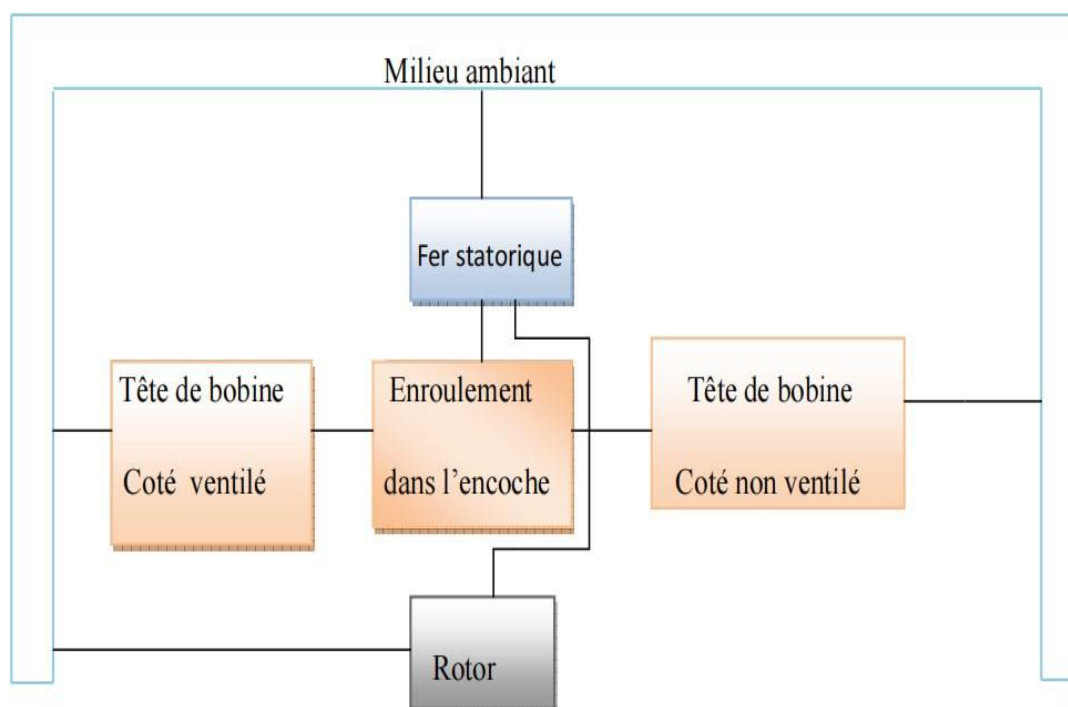 Milieu ambiant
Fer statorique
Tête de bobine
Coté ventilé
Enroulement
dans l'encoche
Tête de bobine
Coté non ventilé
Rotor